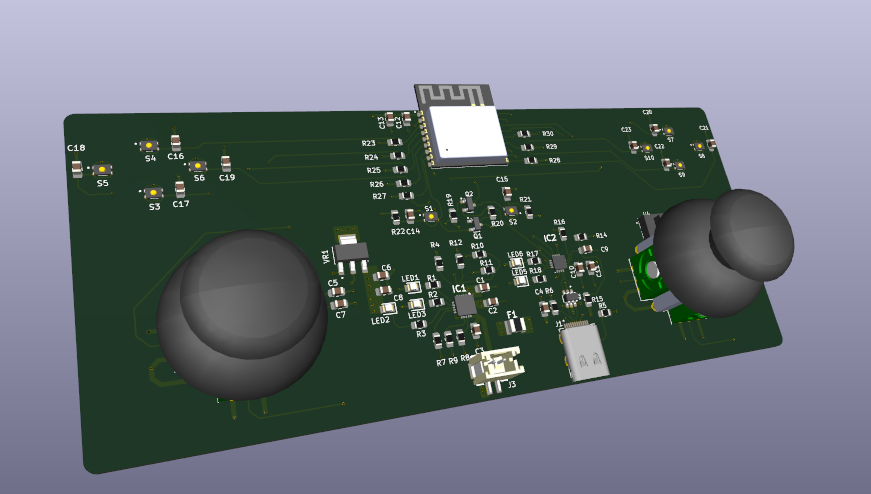 C18
S5
S4
C16
S6
C19
S3
C17
C13
C12
R23
R24
R25
R26
R27
R22
C14
S1
R19
Q2
Q1
C15
R20
S2
R21
R30
R29
R28
C20
C23
S7
C22
S10
C21
S8
S9
VR1
C5
C6
C7
C8
LED1
LED2
LED3
R1
R2
R3
R4
R12
R10
R11
C1
IC1
C2
LED6
LED5
R17
R18
R16
IC2
R14
C9
C4
R6
R15
R5
F1
J1
C3
R7
R9
R8
J3